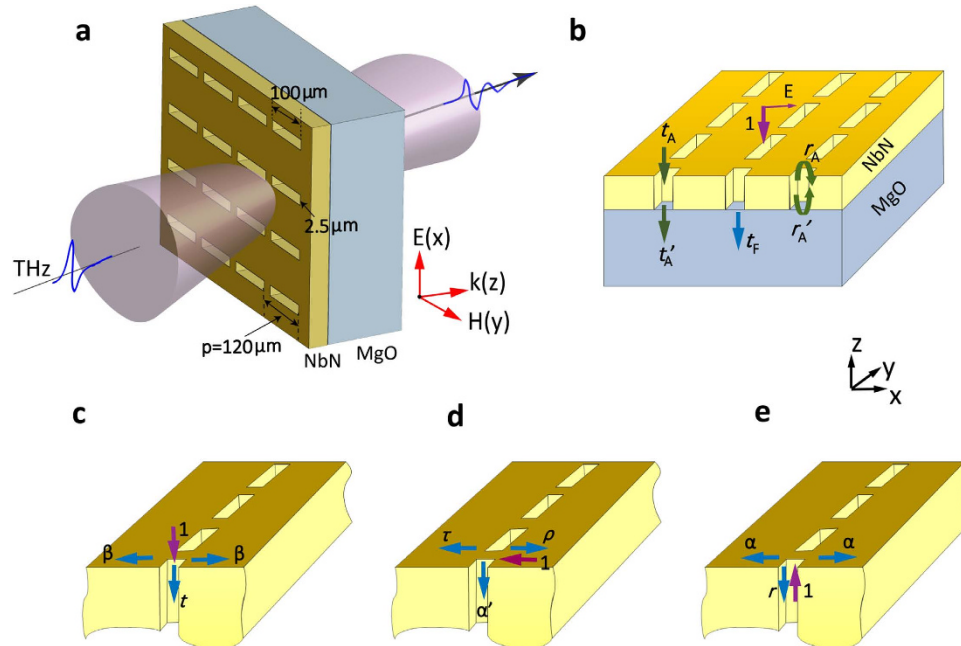 a
100μm
2.5μm
THz
E(x)
k(z)
H(y)
p=120μm
NbN
MgO
b
E
1
t_A
r_A
NbN
MgO
t_A′
t_F
r_A′
z
y
x
c
1
β
β
t
d
τ
ρ
1
α′
e
α
α
r
1